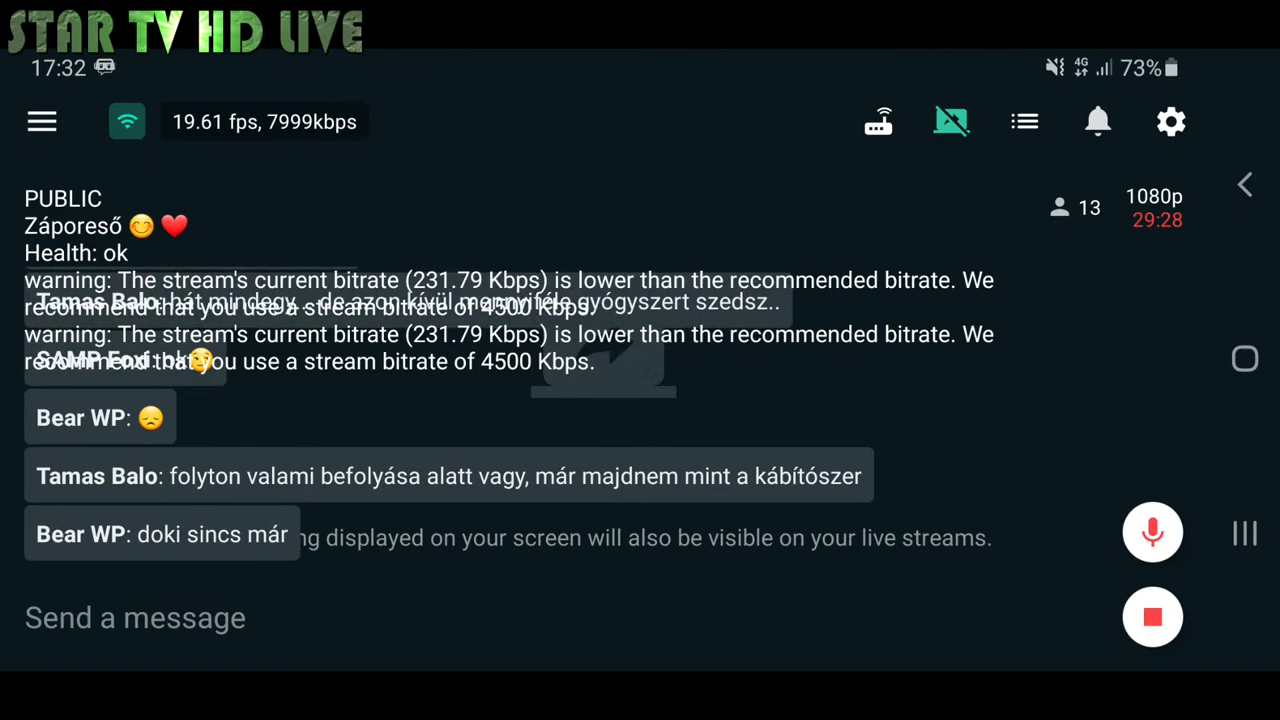 STAR TV HD LIVE
17:32
4G
73%
19.61 fps, 7999kbps
PUBLIC
13
1080p
Záporeső 😊 ❤️
29:28
Health: ok
warning: The stream's current bitrate (231.79 Kbps) is lower than the recommended bitrate. We
Tamas Balo: hát mindegy... de azon kívül mennyiféle gyógyszert szedsz..
recommend that you use a stream bitrate of 4500 Kbps.
warning: The stream's current bitrate (231.79 Kbps) is lower than the recommended bitrate. We
SAMP Foxi: ok
recommend that you use a stream bitrate of 4500 Kbps.
Bear WP: 😞
Tamas Balo: folyton valami befolyása alatt vagy, már majdnem mint a kábítószer
Bear WP: doki sincs már
displayed on your screen will also be visible on your live streams.
Send a message